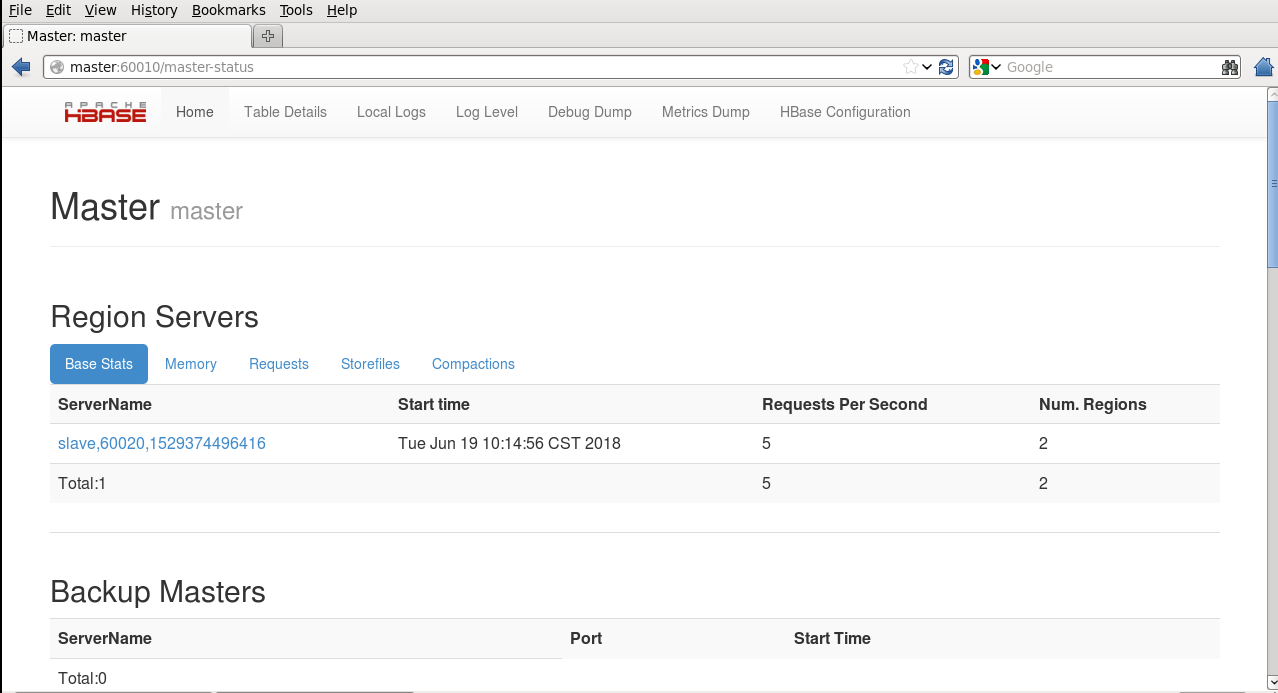 File Edit View History Bookmarks Tools Help
Master: master
master:60010/master-status Google
APACHE
HBASE Home Table Details Local Logs Log Level Debug Dump Metrics Dump HBase Configuration
Master master
Region Servers
Base Stats Memory Requests Storefiles Compactions
ServerName Start time Requests Per Second Num. Regions
slave,60020,1529374496416 Tue Jun 19 10:14:56 CST 2018 5 2
Total:1 5 2
Backup Masters
ServerName Port Start Time
Total:0